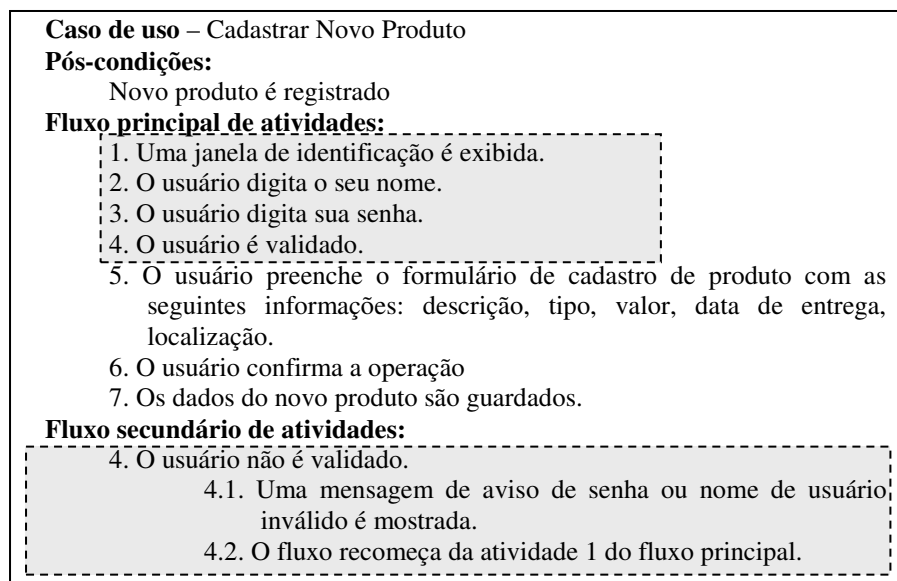 Caso de uso – Cadastrar Novo Produto
Pós-condições:
Novo produto é registrado
Fluxo principal de atividades:
1. Uma janela de identificação é exibida.
2. O usuário digita o seu nome.
3. O usuário digita sua senha.
4. O usuário é validado.
5. O usuário preenche o formulário de cadastro de produto com as
seguintes informações: descrição, tipo, valor, data de entrega,
localização.
6. O usuário confirma a operação
7. Os dados do novo produto são guardados.
Fluxo secundário de atividades:
4. O usuário não é validado.
4.1. Uma mensagem de aviso de senha ou nome de usuário
inválido é mostrada.
4.2. O fluxo recomeça da atividade 1 do fluxo principal.